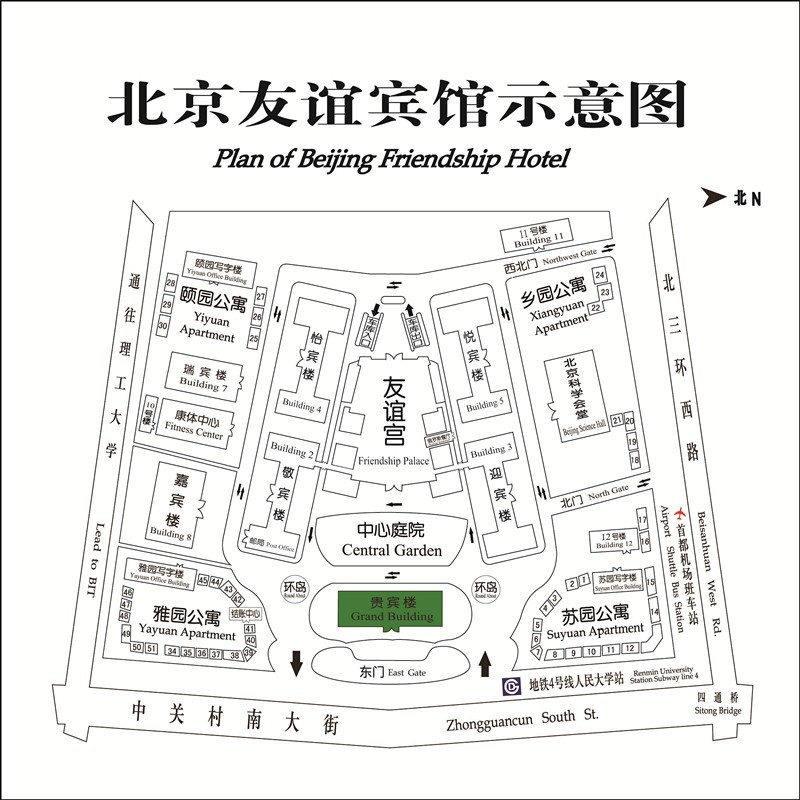 北京友谊宾馆示意图
Plan of Beijing Friendship Hotel
北 N
11号楼
Building 11
西北门 Northwest Gate
颐园写字楼
Yiyuan Office Building
28
29
30
颐园公寓
Yiyuan
Apartment
27
26
25
通往理工大学
Lead to BIT
瑞宾楼
Building 7
10号楼
康体中心
Fitness Center
嘉宾楼
Building 8
怡宾楼
Building 4
Building 2
敬宾楼
邮局 Post Office
车库入口
车库出口
友谊宫
Friendship Palace
俄罗斯餐厅
悦宾楼
Building 5
Building 3
迎宾楼
乡园公寓
Xiangyuan
Apartment
24
23
22
北京科学会堂
Beijing Science Hall
21
20
19
18
北三环西路
Beisanhuan West Rd.
北门 North Gate
首都机场班车站
Airport Shuttle Bus Station
中心庭院
Central Garden
12号楼
Building 12
17
16
雅园写字楼
Yayuan Office Building
45
44
43
42
46
47
48
49
结账中心
雅园公寓
Yayuan Apartment
41
40
39
50
51
34
35
36
37
38
环岛
Round About
贵宾楼
Grand Building
环岛
Round About
苏园写字楼
Suyuan Office Building
1
2
3
4
5
6
7
15
14
苏园公寓
Suyuan Apartment
8
9
10
11
12
东门 East Gate
地铁4号线人民大学站
Renmin University
Station Subway line 4
中关村南大街
Zhongguancun South St.
四通桥
Sitong Bridge